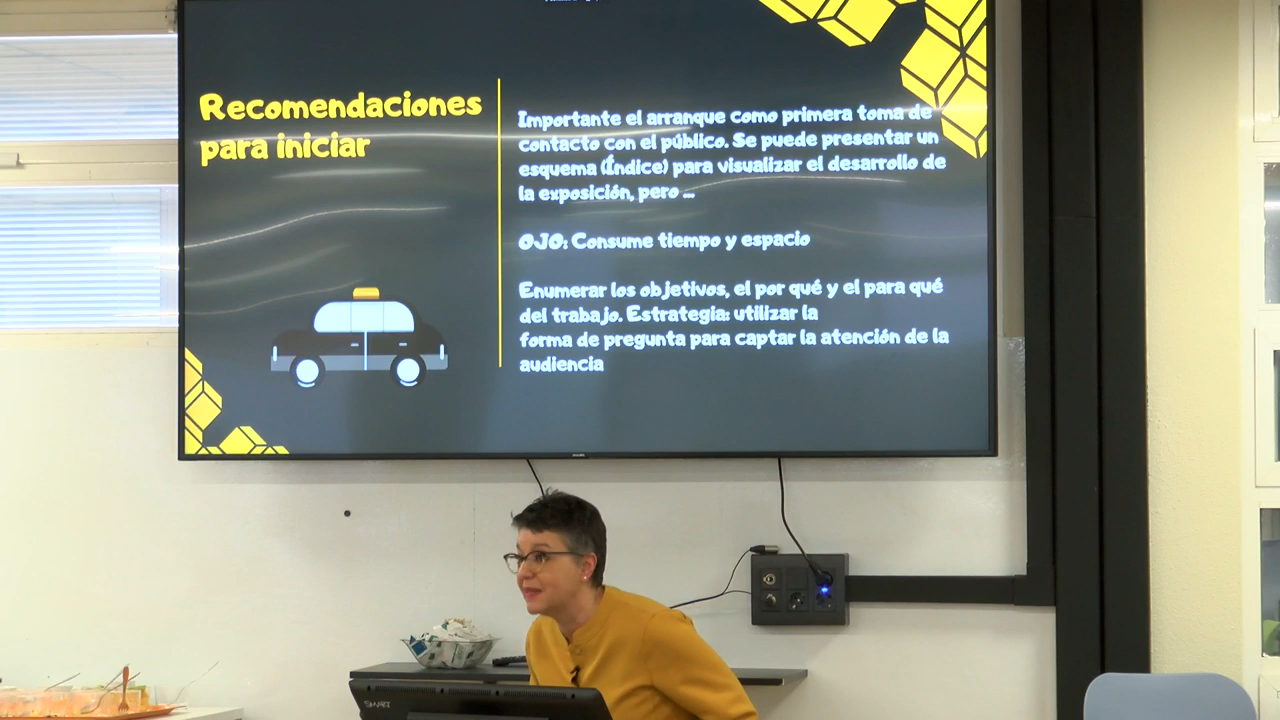 Recomendaciones
para iniciar
Importante el arranque como primera toma de
contacto con el público. Se puede presentar un
esquema (Índice) para visualizar el desarrollo de
la exposición, pero ...
OJO: Consume tiempo y espacio
Enumerar los objetivos, el por qué y el para qué
del trabajo. Estrategia: utilizar la
forma de pregunta para captar la atención de la
audiencia
SMART